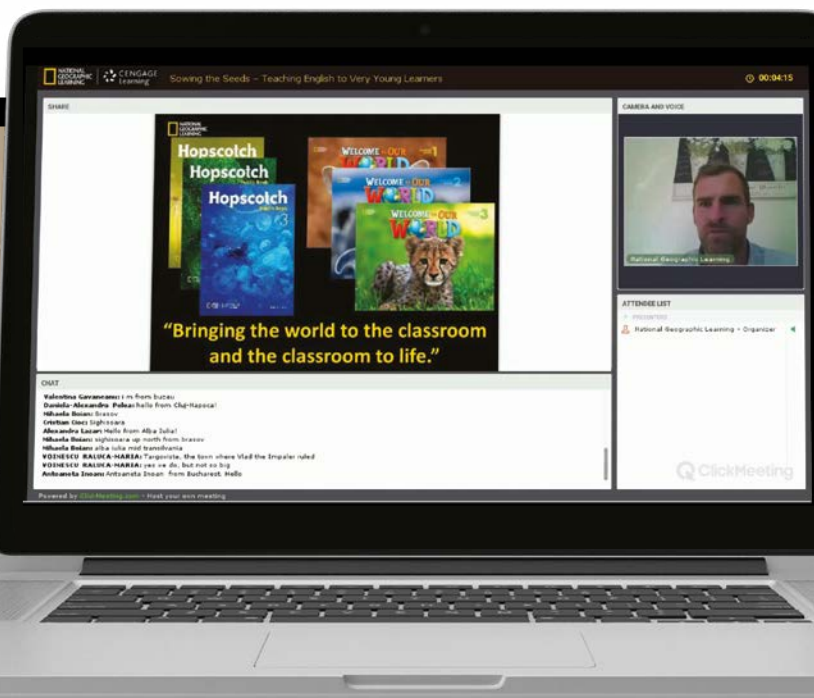 NATIONAL GEOGRAPHIC LEARNING
CENGAGE Learning
Sowing the Seeds – Teaching English to Very Young Learners
00:04:15
SHARE
NATIONAL GEOGRAPHIC LEARNING
Hopscotch
Hopscotch
Hopscotch
3
WELCOME TO OUR WORLD 1
WELCOME TO OUR WORLD 2
WELCOME TO OUR WORLD 3
"Bringing the world to the classroom
and the classroom to life."
CAMERA AND VOICE
National Geographic Learning
ATTENDEE LIST
PRESENTERS
National Geographic Learning - Organizer
CHAT
Valentina Gavaneanu: i m from buzau
Daniela-Alexandra Pelea: hello from Cluj-Napoca!
Mihaela Boian: Brasov
Cristian Cioc: Sighisoara
Alexandra Lazar: Hello from Alba Iulia!
Mihaela Boian: sighisoara up north from brasov
Mihaela Boian: alba iulia mid transilvania
VOINESCU RALUCA-MARIA: Targoviste, the town where Vlad the Impaler ruled
VOINESCU RALUCA-MARIA: yes we do, but not so big
Antoaneta Inoan: Antoaneta Inoan from Bucharest. Hello
ClickMeeting
Powered by ClickMeeting.com - Host your own meeting